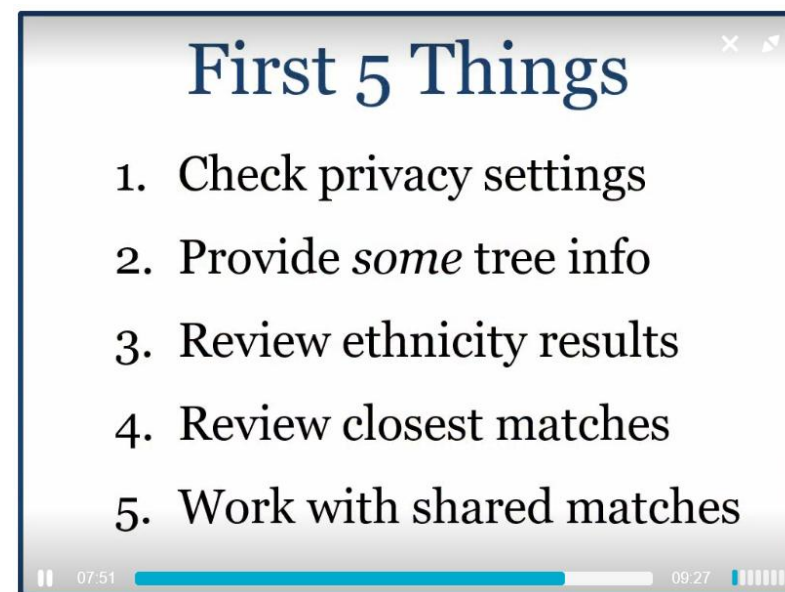 First 5 Things
1. Check privacy settings
2. Provide some tree info
3. Review ethnicity results
4. Review closest matches
5. Work with shared matches
07:51 09:27